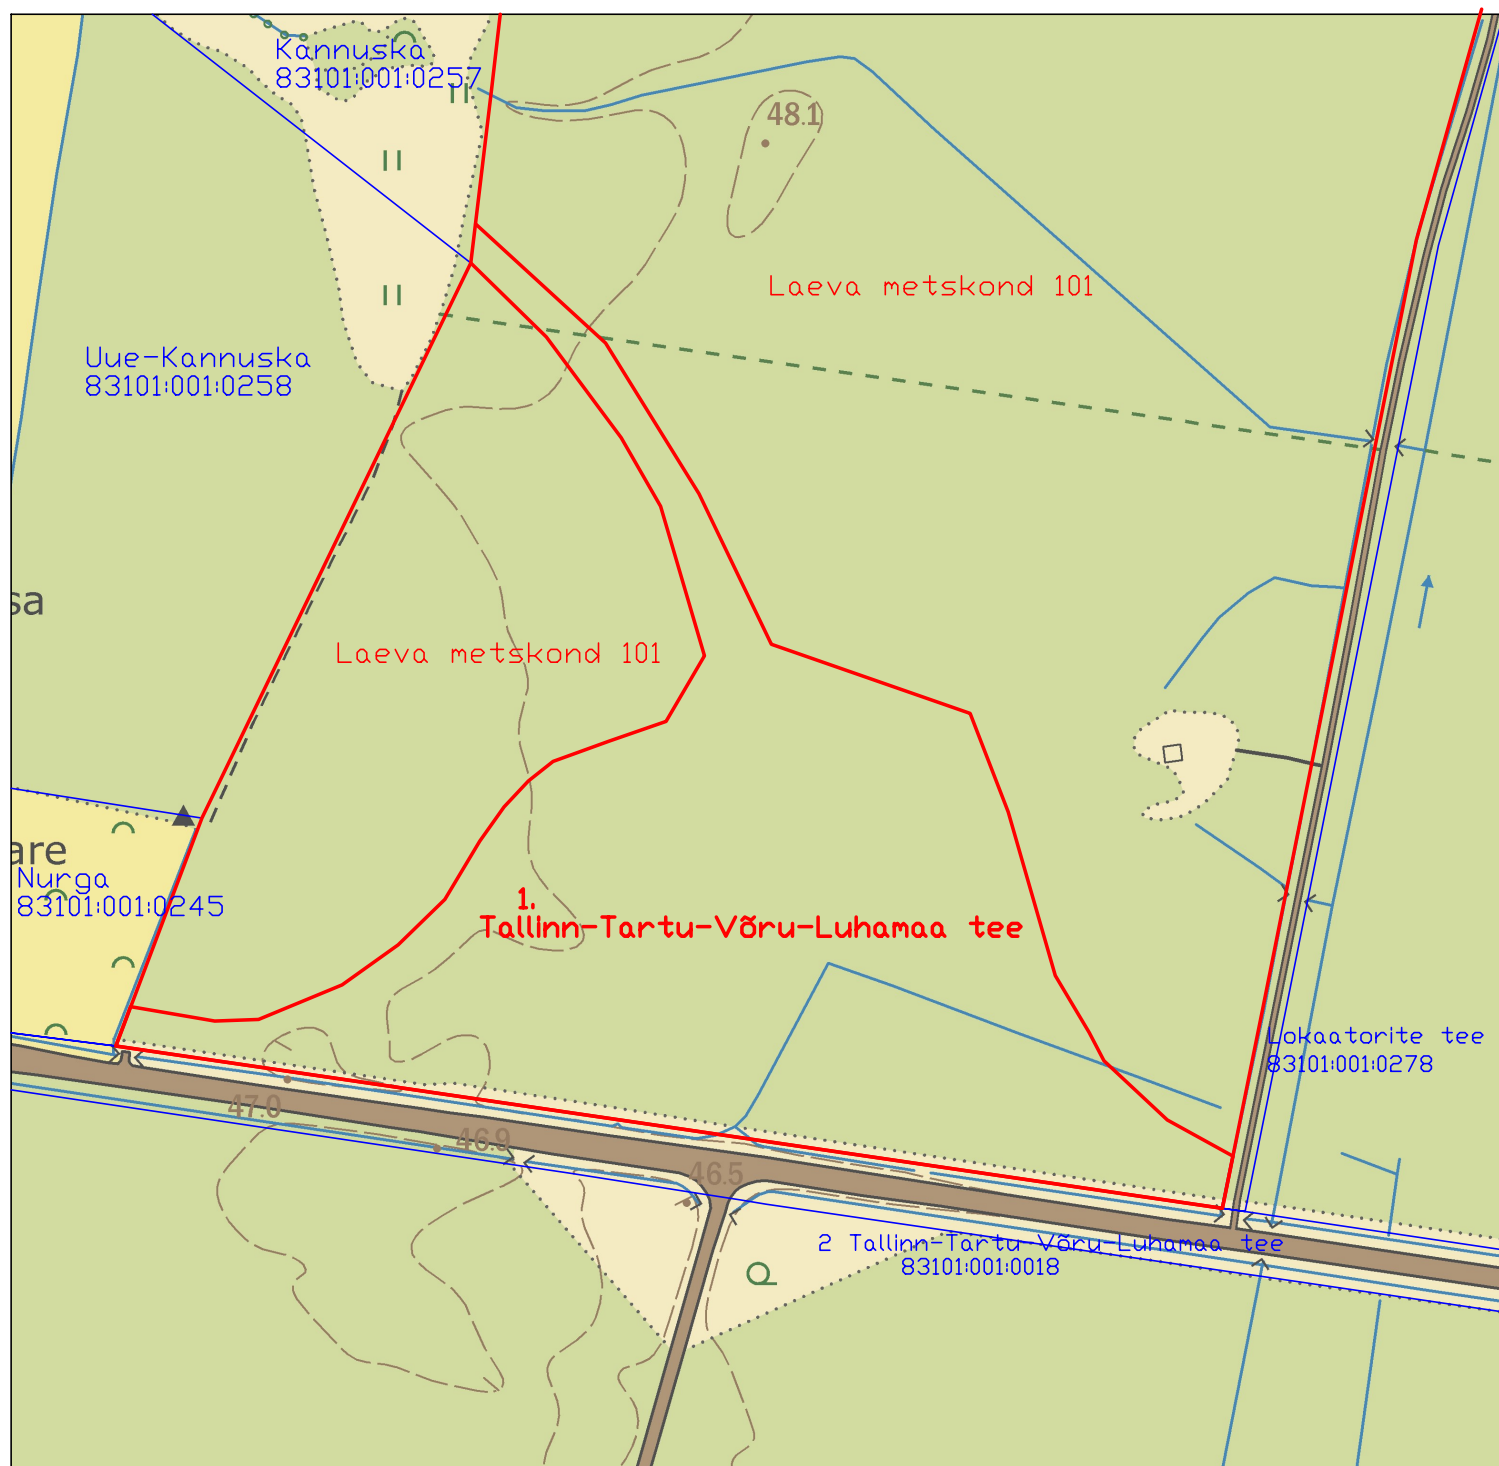 Kannuska
83101:001:0257
48.1
Laeva metskond 101
Uue-Kannuska
83101:001:0258
sa
Laeva metskond 101
are
Nurga
83101:001:0245
1.
Tallinn-Tartu-Võru-Luhamaa tee
Lokaatorite tee
83101:001:0278
47.0
46.9
46.5
2 Tallinn-Tartu-Võru-Luhamaa tee
83101:001:0018